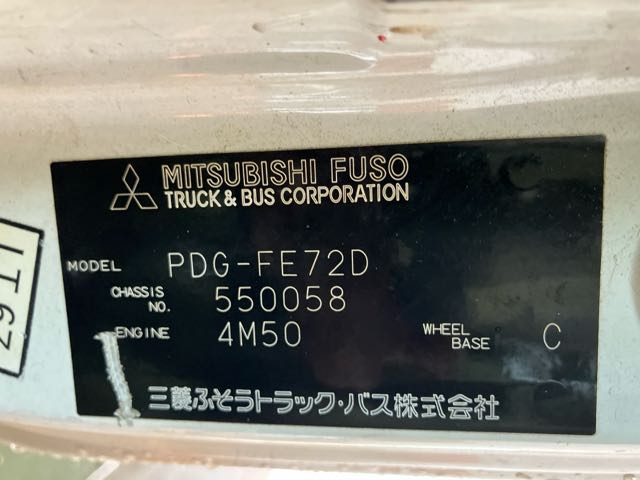 MITSUBISHI FUSO
TRUCK & BUS CORPORATION
MODEL PDG-FE72D
CHASSIS NO. 550058
ENGINE 4M50 WHEEL BASE C
三菱ふそうトラック・バス株式会社